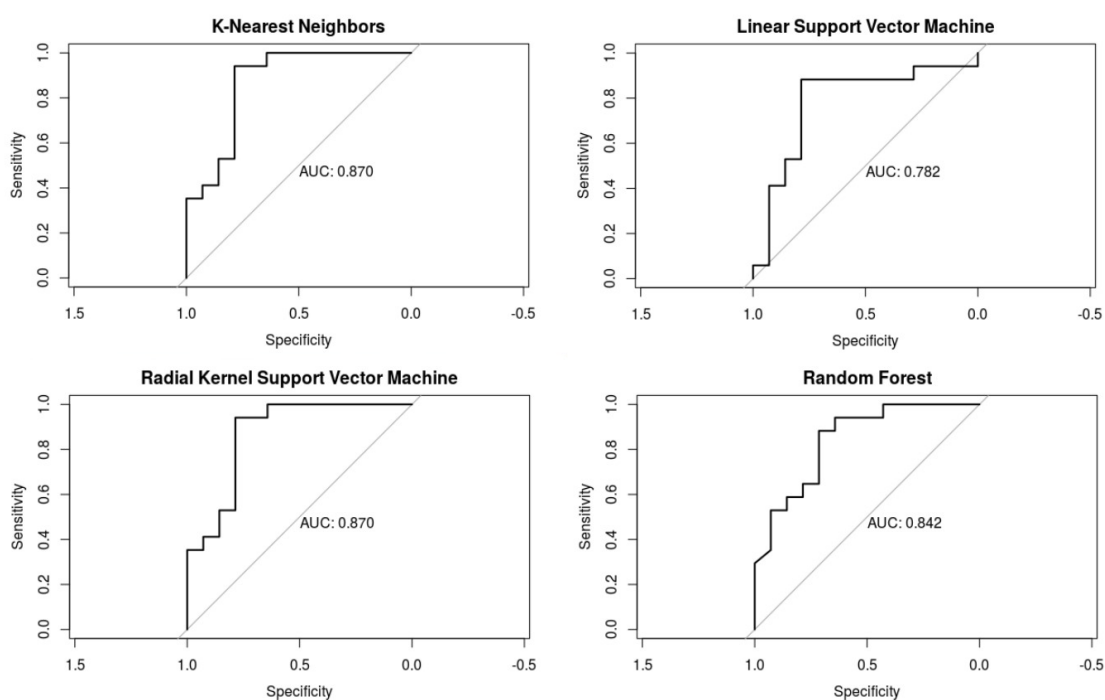 K-Nearest Neighbors
Sensitivity
0.0 0.2 0.4 0.6 0.8 1.0
AUC: 0.870
1.5 1.0 0.5 0.0 -0.5
Specificity
Linear Support Vector Machine
Sensitivity
0.0 0.2 0.4 0.6 0.8 1.0
AUC: 0.782
1.5 1.0 0.5 0.0 -0.5
Specificity
Radial Kernel Support Vector Machine
Sensitivity
0.0 0.2 0.4 0.6 0.8 1.0
AUC: 0.870
1.5 1.0 0.5 0.0 -0.5
Specificity
Random Forest
Sensitivity
0.0 0.2 0.4 0.6 0.8 1.0
AUC: 0.842
1.5 1.0 0.5 0.0 -0.5
Specificity